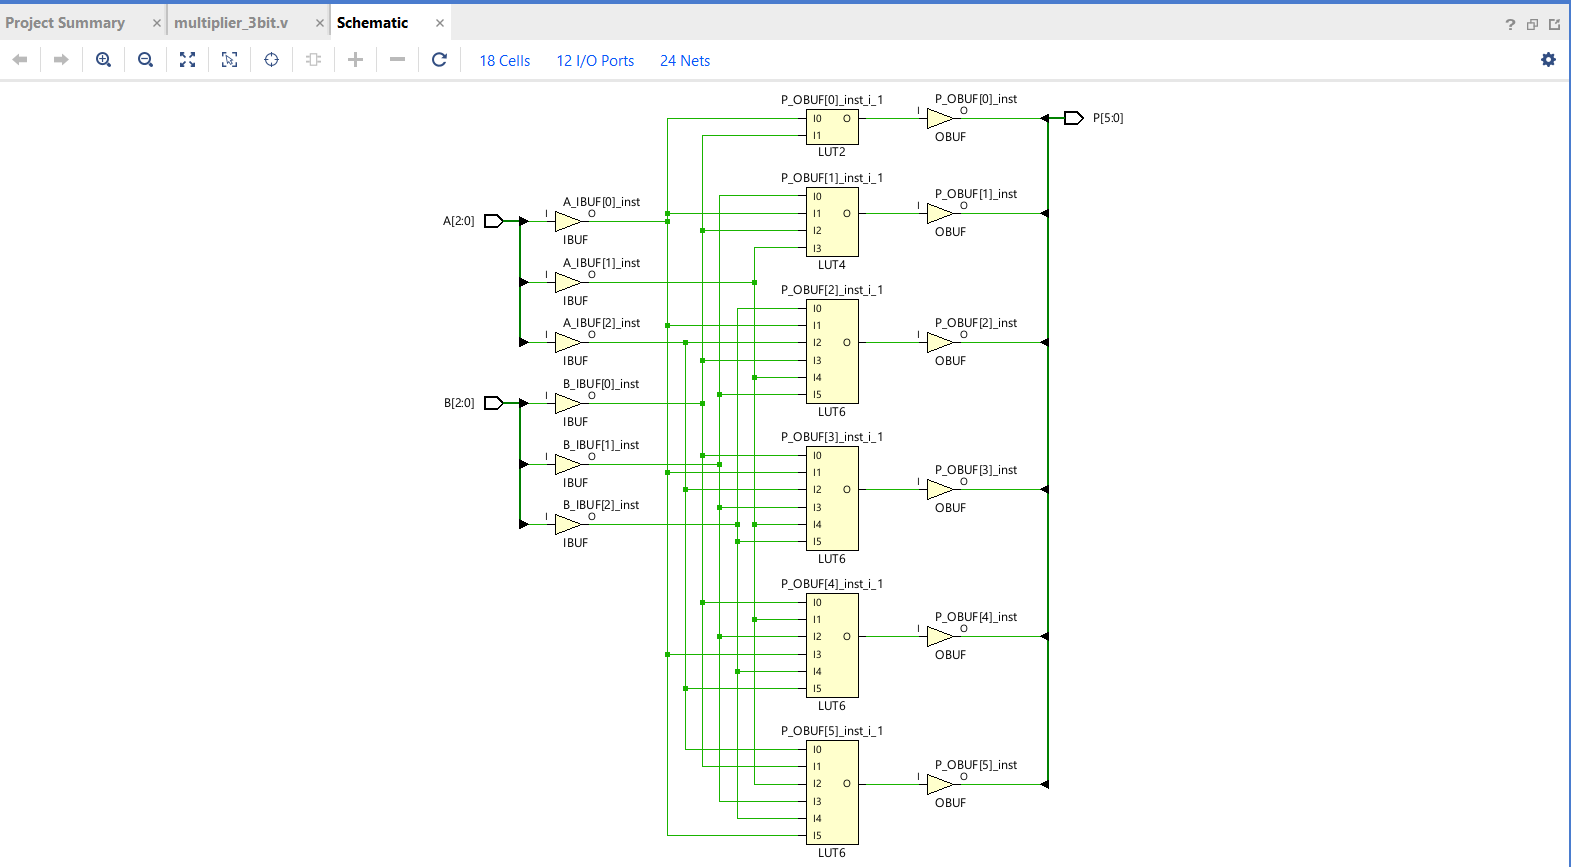 Project Summary × multiplier_3bit.v × Schematic ×
?
18 Cells 12 I/O Ports 24 Nets
P_OBUF[0]_inst_i_1
I0 O
I1
LUT2
P_OBUF[0]_inst
I O
OBUF
P[5:0]
P_OBUF[1]_inst_i_1
I0
I1 O
I2
I3
LUT4
P_OBUF[1]_inst
I O
OBUF
A[2:0]
A_IBUF[0]_inst
I O
IBUF
A_IBUF[1]_inst
I O
IBUF
A_IBUF[2]_inst
I O
IBUF
P_OBUF[2]_inst_i_1
I0
I1
I2 O
I3
I4
I5
LUT6
P_OBUF[2]_inst
I O
OBUF
B[2:0]
B_IBUF[0]_inst
I O
IBUF
B_IBUF[1]_inst
I O
IBUF
B_IBUF[2]_inst
I O
IBUF
P_OBUF[3]_inst_i_1
I0
I1
I2 O
I3
I4
I5
LUT6
P_OBUF[3]_inst
I O
OBUF
P_OBUF[4]_inst_i_1
I0
I1
I2 O
I3
I4
I5
LUT6
P_OBUF[4]_inst
I O
OBUF
P_OBUF[5]_inst_i_1
I0
I1
I2 O
I3
I4
I5
LUT6
P_OBUF[5]_inst
I O
OBUF